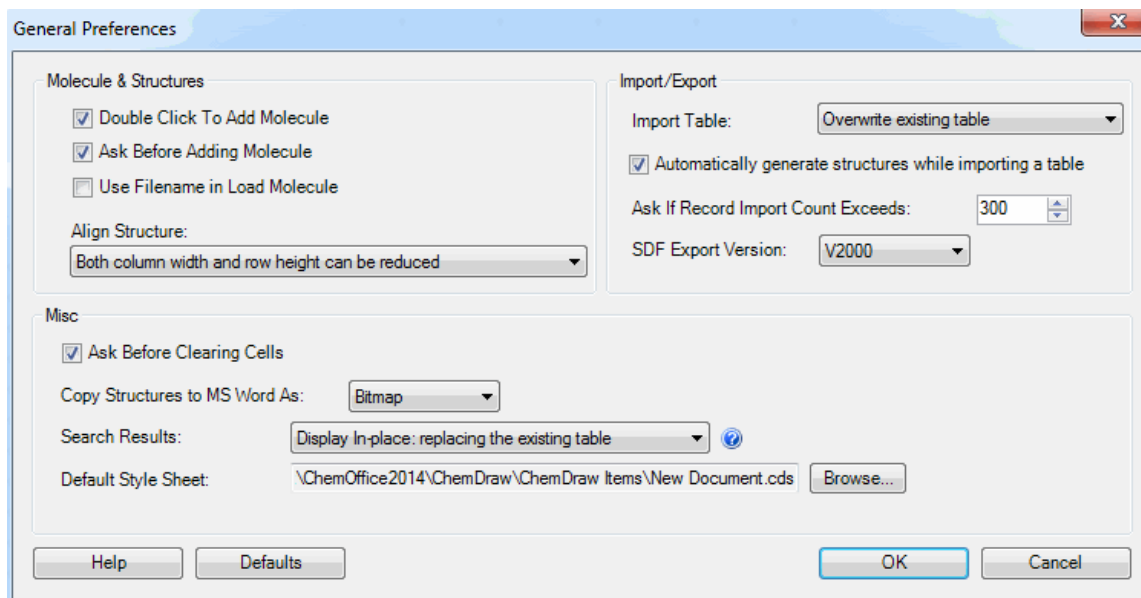 General Preferences
Molecule & Structures
Double Click To Add Molecule
Ask Before Adding Molecule
Use Filename in Load Molecule
Align Structure:
Both column width and row height can be reduced
Import/Export
Import Table: Overwrite existing table
Automatically generate structures while importing a table
Ask If Record Import Count Exceeds: 300
SDF Export Version: V2000
Misc
Ask Before Clearing Cells
Copy Structures to MS Word As: Bitmap
Search Results: Display In-place: replacing the existing table ?
Default Style Sheet: \ChemOffice2014\ChemDraw\ChemDraw Items\New Document.cds Browse...
Help Defaults OK Cancel